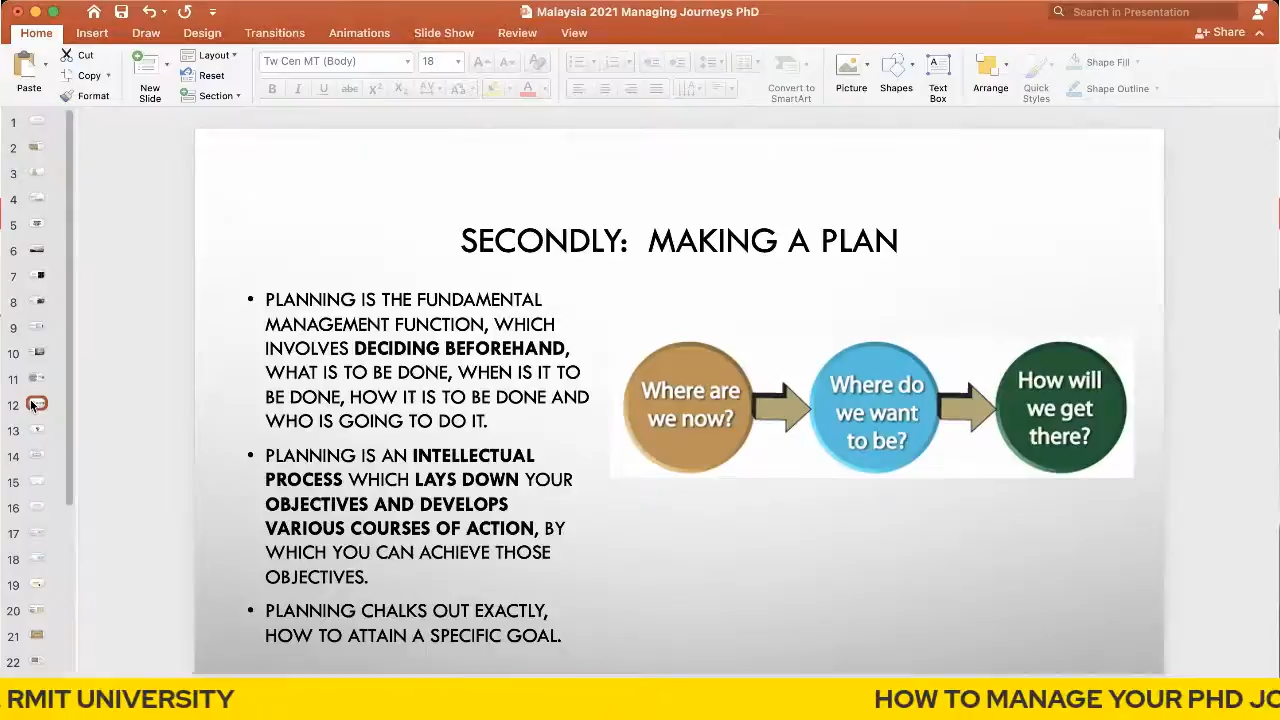 Malaysia 2021 Managing Journeys PhD
Search in Presentation
Home Insert Draw Design Transitions Animations Slide Show Review View
Share
Paste
Cut
Copy
Format
New Slide
Layout
Reset
Section
Tw Cen MT (Body) 18
Convert to SmartArt
Picture
Shapes
Text Box
Arrange
Quick Styles
Shape Fill
Shape Outline
1
2
3
4
5
6
7
8
9
10
11
12
13
14
15
16
17
18
19
20
21
22
SECONDLY: MAKING A PLAN
• PLANNING IS THE FUNDAMENTAL
MANAGEMENT FUNCTION, WHICH
INVOLVES DECIDING BEFOREHAND,
WHAT IS TO BE DONE, WHEN IS IT TO
BE DONE, HOW IT IS TO BE DONE AND
WHO IS GOING TO DO IT.
• PLANNING IS AN INTELLECTUAL
PROCESS WHICH LAYS DOWN YOUR
OBJECTIVES AND DEVELOPS
VARIOUS COURSES OF ACTION, BY
WHICH YOU CAN ACHIEVE THOSE
OBJECTIVES.
• PLANNING CHALKS OUT EXACTLY,
HOW TO ATTAIN A SPECIFIC GOAL.
Where are
we now?
Where do
we want
to be?
How will
we get
there?
RMIT UNIVERSITY
HOW TO MANAGE YOUR PHD JO